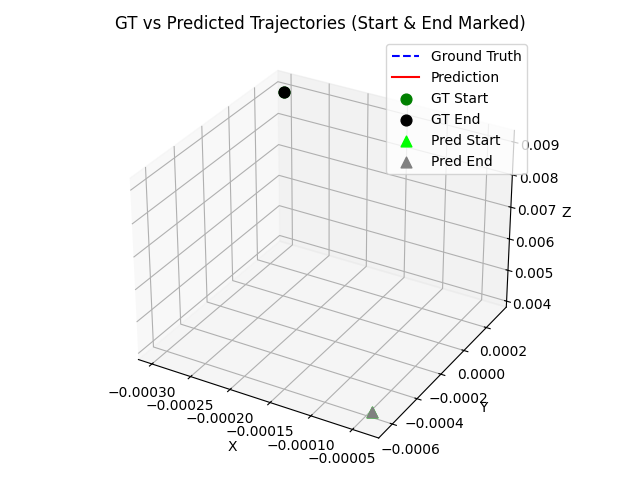 GT vs Predicted Trajectories (Start & End Marked)
Ground Truth
Prediction
GT Start
GT End
Pred Start
Pred End
0.009
0.008
0.007
0.006
0.005
0.004
Z
0.0002
0.0000
−0.0002
−0.0004
−0.0006
Y
−0.00030
−0.00025
−0.00020
−0.00015
−0.00010
−0.00005
X